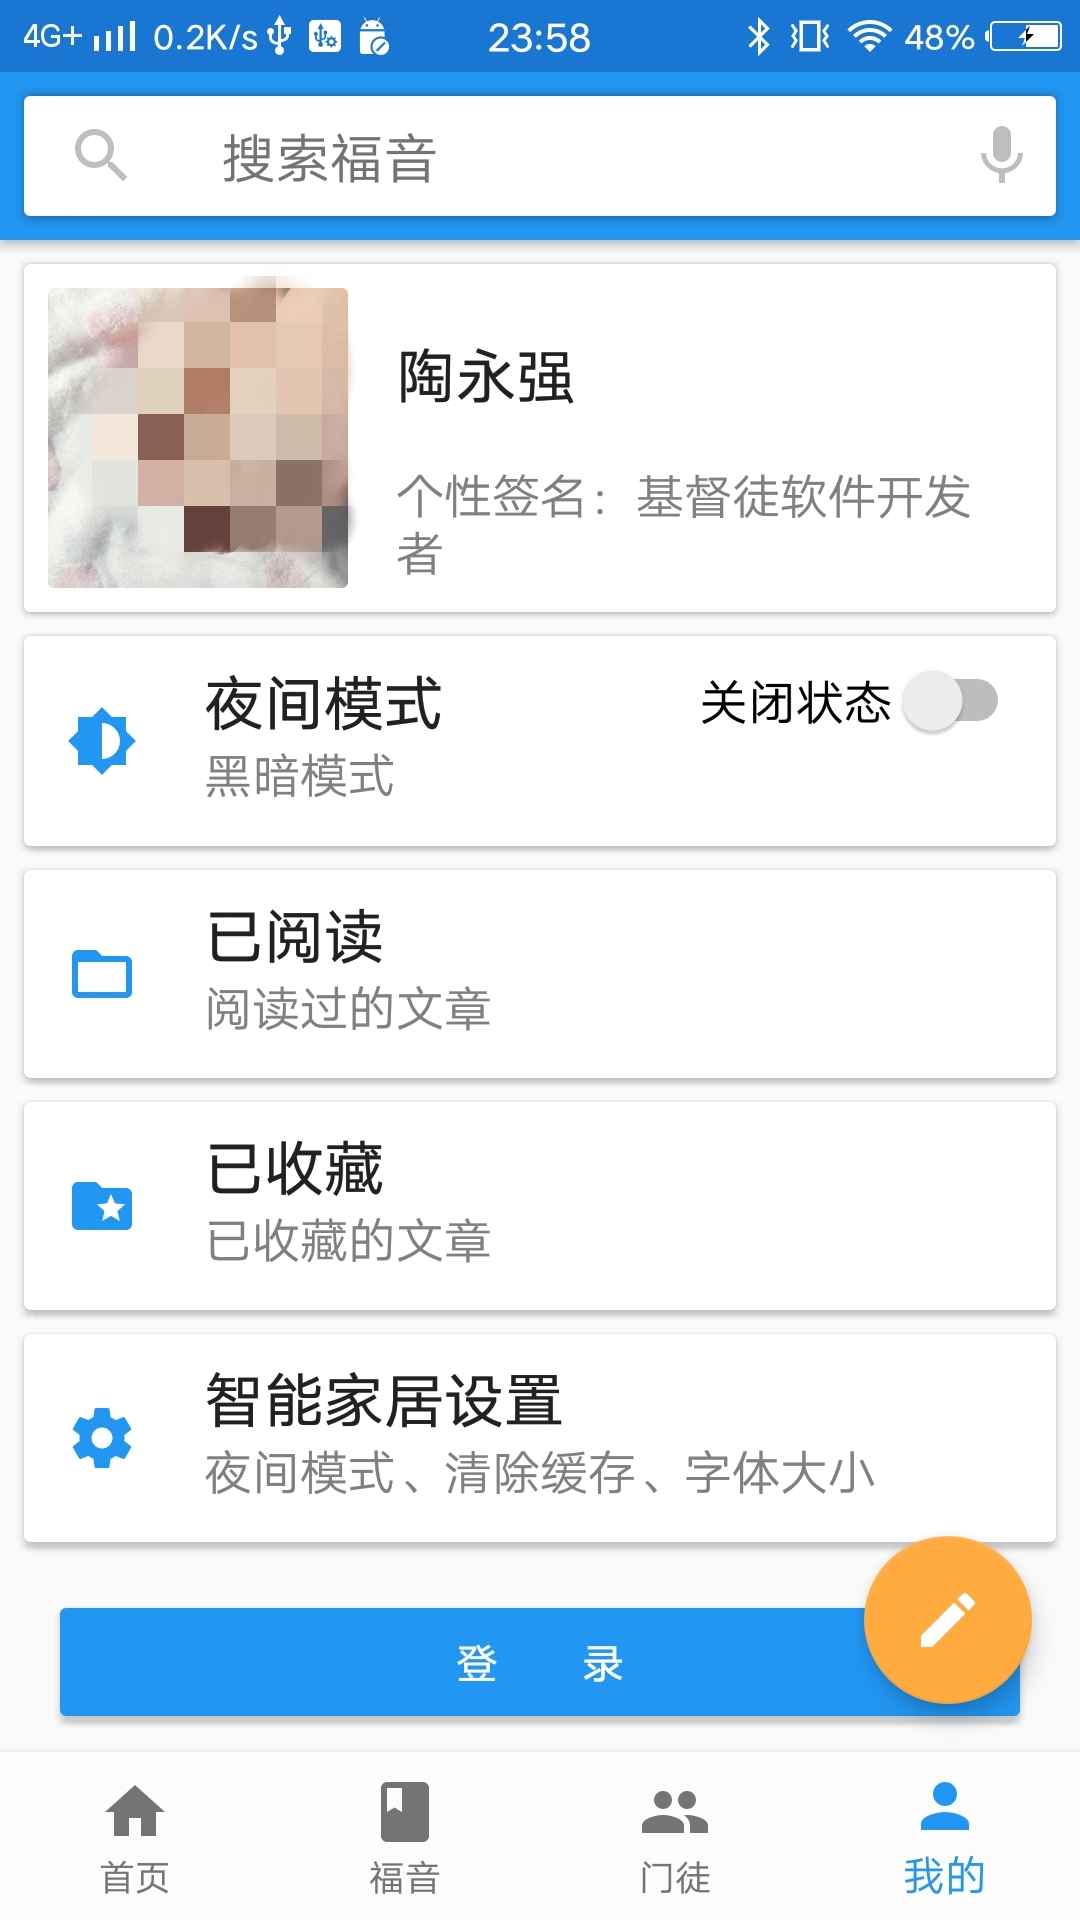 4G+ 0.2K/s 23:58 48%
搜索福音
陶永强
个性签名：基督徒软件开发
者
夜间模式 关闭状态
黑暗模式
已阅读
阅读过的文章
已收藏
已收藏的文章
智能家居设置
夜间模式、清除缓存、字体大小
登 录
首页 福音 门徒 我的